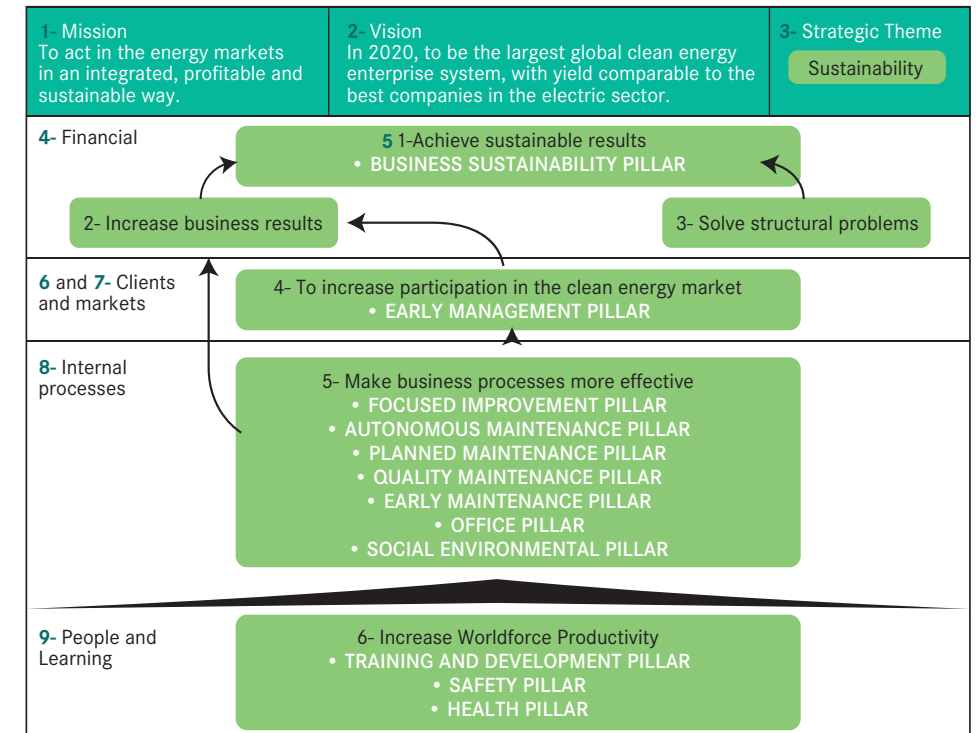 1- Mission
To act in the energy markets
in an integrated, profitable and
sustainable way.
2- Vision
In 2020, to be the largest global clean energy
enterprise system, with yield comparable to the
best companies in the electric sector.
3- Strategic Theme
Sustainability
4- Financial
5 1-Achieve sustainable results
• BUSINESS SUSTAINABILITY PILLAR
2- Increase business results
3- Solve structural problems
6 and 7- Clients
and markets
4- To increase participation in the clean energy market
• EARLY MANAGEMENT PILLAR
8- Internal
processes
5- Make business processes more effective
• FOCUSED IMPROVEMENT PILLAR
• AUTONOMOUS MAINTENANCE PILLAR
• PLANNED MAINTENANCE PILLAR
• QUALITY MAINTENANCE PILLAR
• EARLY MAINTENANCE PILLAR
• OFFICE PILLAR
• SOCIAL ENVIRONMENTAL PILLAR
9- People and
Learning
6- Increase Worldforce Productivity
• TRAINING AND DEVELOPMENT PILLAR
• SAFETY PILLAR
• HEALTH PILLAR